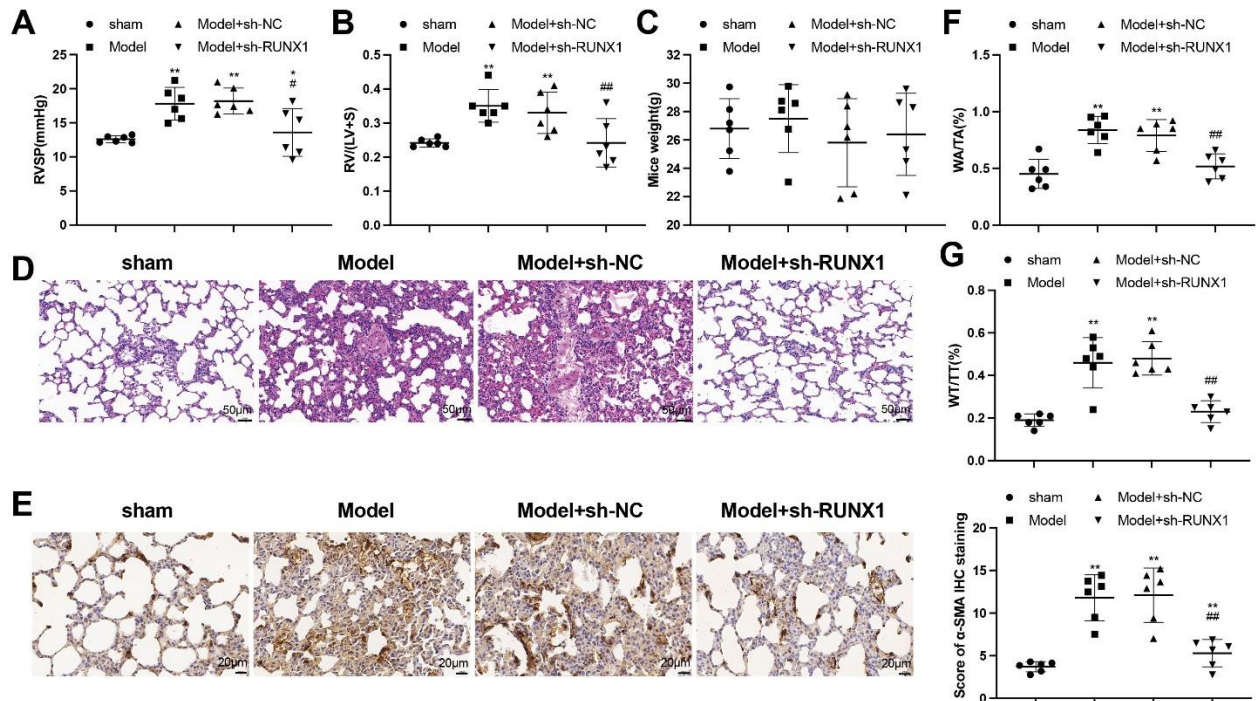 A
sham
Model
Model+sh-NC
Model+sh-RUNX1
RVSP(mmHg)
25
20
15
10
5
0
**
**
*
#
B
sham
Model
Model+sh-NC
Model+sh-RUNX1
RV/(LV+S)
0.5
0.4
0.3
0.2
0.1
0.0
**
**
##
C
sham
Model
Model+sh-NC
Model+sh-RUNX1
Mice weight(g)
32
30
28
26
24
22
20
F
sham
Model
Model+sh-NC
Model+sh-RUNX1
WA/TA(%)
1.5
1.0
0.5
0.0
**
**
##
D
sham
Model
Model+sh-NC
Model+sh-RUNX1
50μm
50μm
50μm
50μm
G
sham
Model
Model+sh-NC
Model+sh-RUNX1
WT/TT(%)
0.8
0.6
0.4
0.2
0.0
**
**
##
E
sham
Model
Model+sh-NC
Model+sh-RUNX1
20μm
20μm
20μm
20μm
sham
Model
Model+sh-NC
Model+sh-RUNX1
Score of α-SMA IHC staining
20
15
10
5
0
**
**
**
##